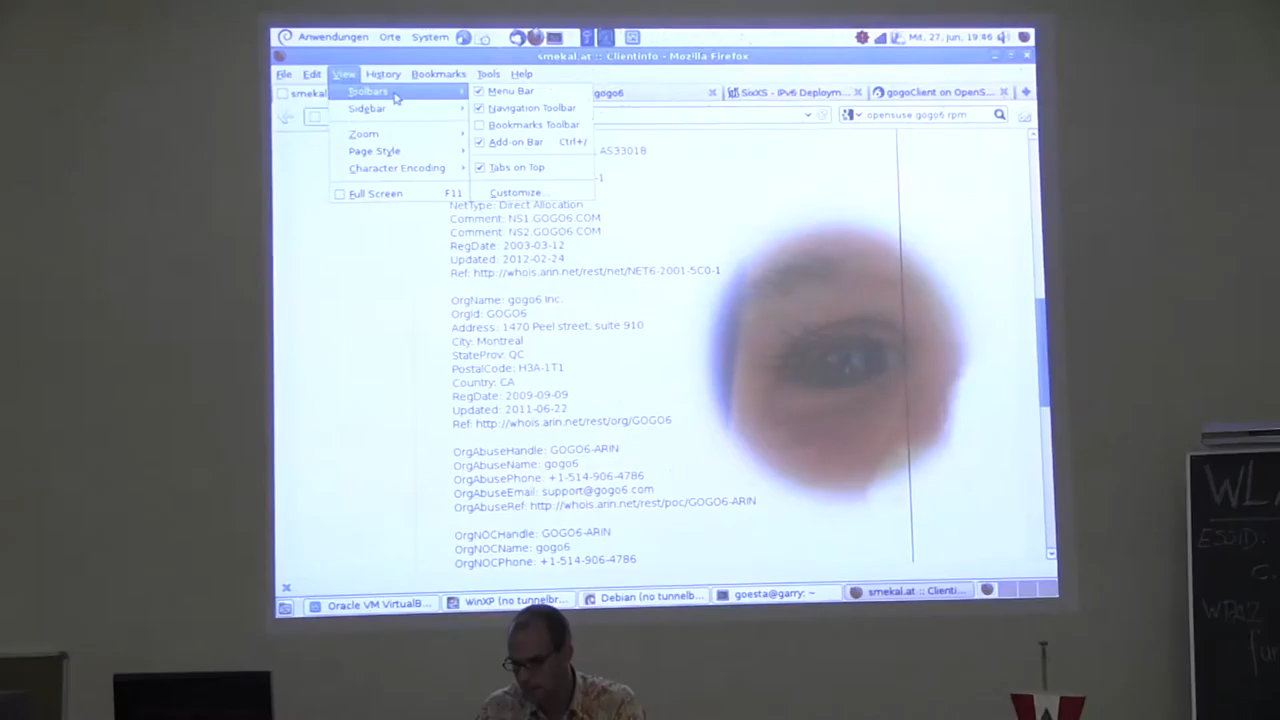 Anwendungen Orte System Mit, 27. Jun, 19:46
smekal.at :: ClientInfo - Mozilla Firefox
File Edit View History Bookmarks Tools Help
smekal gogo6 SixXS - IPv6 Deploym... gogoClient on OpenS...
opensuse gogo6 rpm
Toolbars
Sidebar
Zoom
Page Style
Character Encoding
Full Screen F11
Menu Bar
Navigation Toolbar
Bookmarks Toolbar
Add-on Bar Ctrl+/
Tabs on Top
Customize...
AS33018
-1
NetType: Direct Allocation
Comment: NS1.GOGO6.COM
Comment: NS2.GOGO6.COM
RegDate: 2003-03-12
Updated: 2012-02-24
Ref: http://whois.arin.net/rest/net/NET6-2001-5C0-1
OrgName: gogo6 Inc.
OrgId: GOGO6
Address: 1470 Peel street, suite 910
City: Montreal
StateProv: QC
PostalCode: H3A-1T1
Country: CA
RegDate: 2009-09-09
Updated: 2011-06-22
Ref: http://whois.arin.net/rest/org/GOGO6
OrgAbuseHandle: GOGO6-ARIN
OrgAbuseName: gogo6
OrgAbusePhone: +1-514-906-4786
OrgAbuseEmail: support@gogo6.com
OrgAbuseRef: http://whois.arin.net/rest/poc/GOGO6-ARIN
OrgNOCHandle: GOGO6-ARIN
OrgNOCName: gogo6
OrgNOCPhone: +1-514-906-4786
Oracle VM VirtualB... WinXP (no tunnelbr... Debian (no tunnelb... goesta@garry: ~ smekal.at :: Clienti...
WL
ESSID:
WPA2
fu